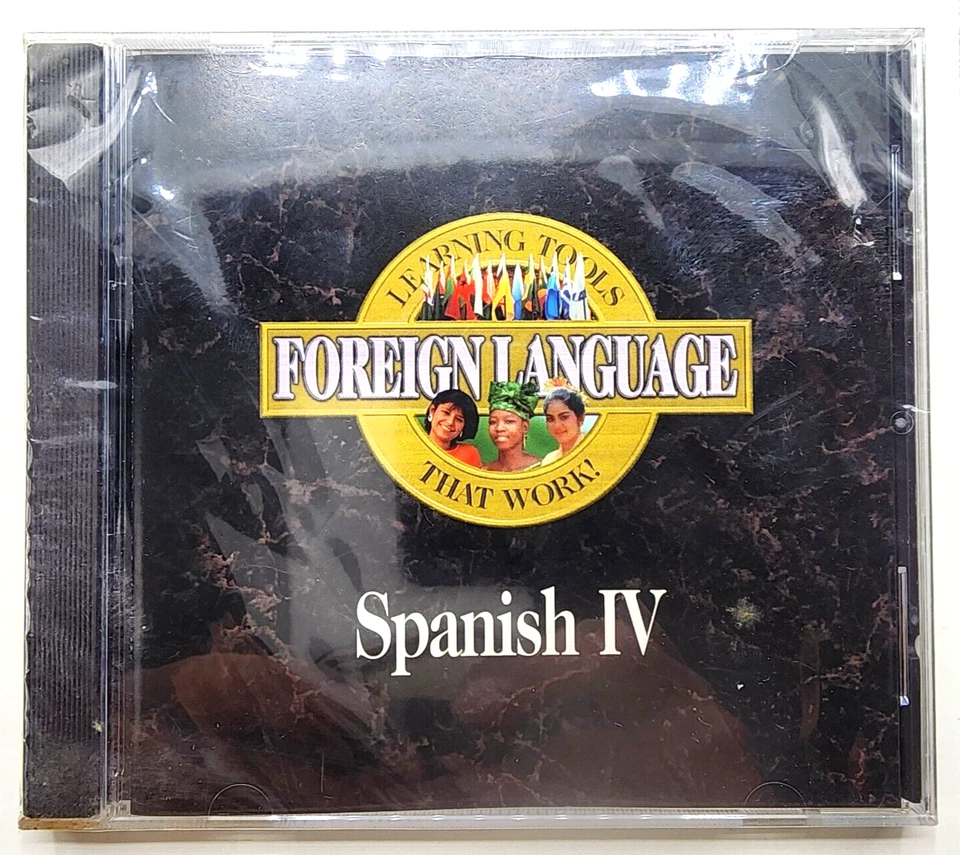 LEARNING TOOLS
FOREIGN LANGUAGE
THAT WORK!
Spanish IV